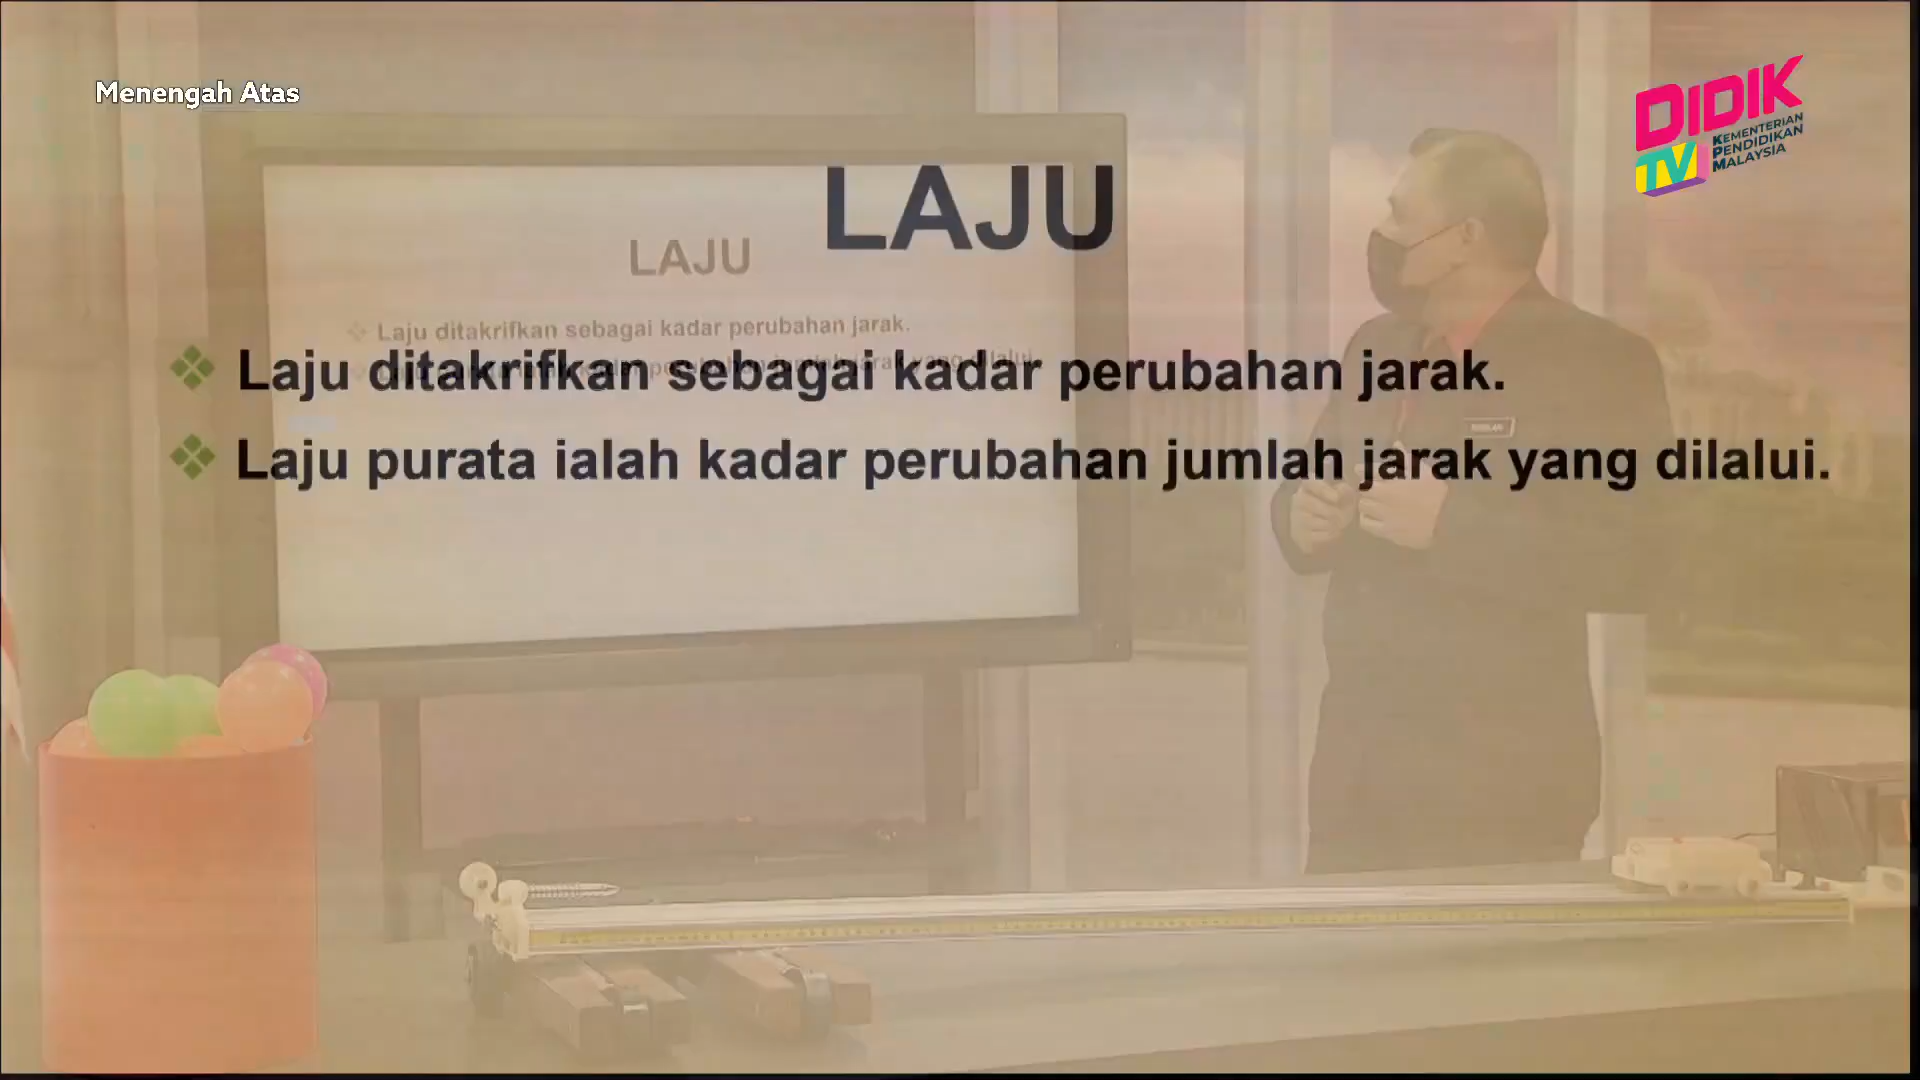 Menengah Atas
DIDIK
TV
KEMENTERIAN
PENDIDIKAN
MALAYSIA
LAJU
LAJU
Laju ditakrifkan sebagai kadar perubahan jarak.
Laju ditakrifkan sebagai kadar perubahan jarak.
Laju purata ialah kadar perubahan jumlah jarak yang dilalui.